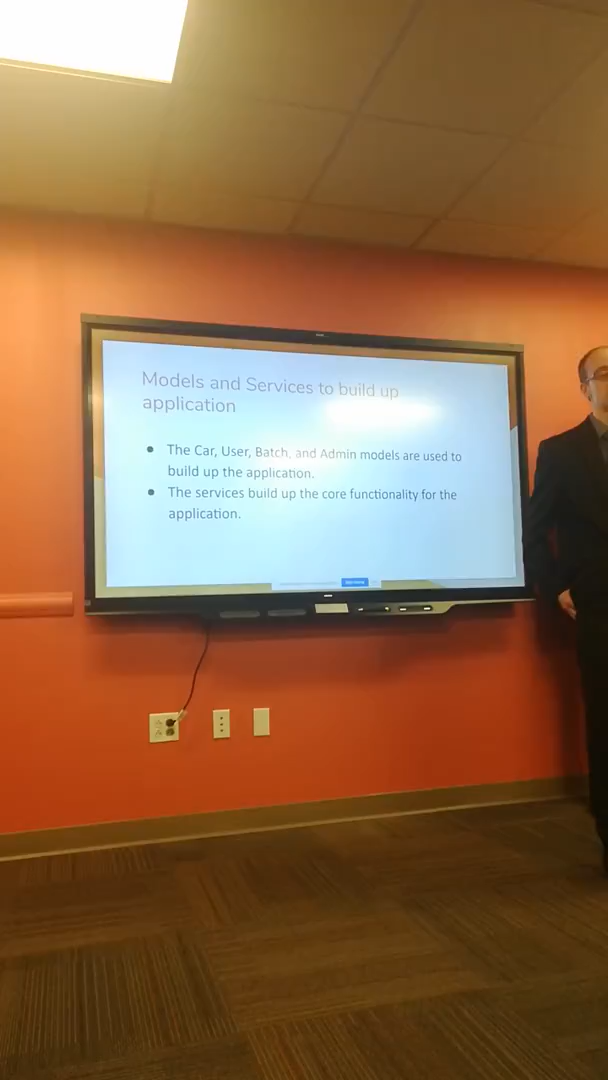 Models and Services to build up
application
● The Car, User, Batch, and Admin models are used to
build up the application.
● The services build up the core functionality for the
application.